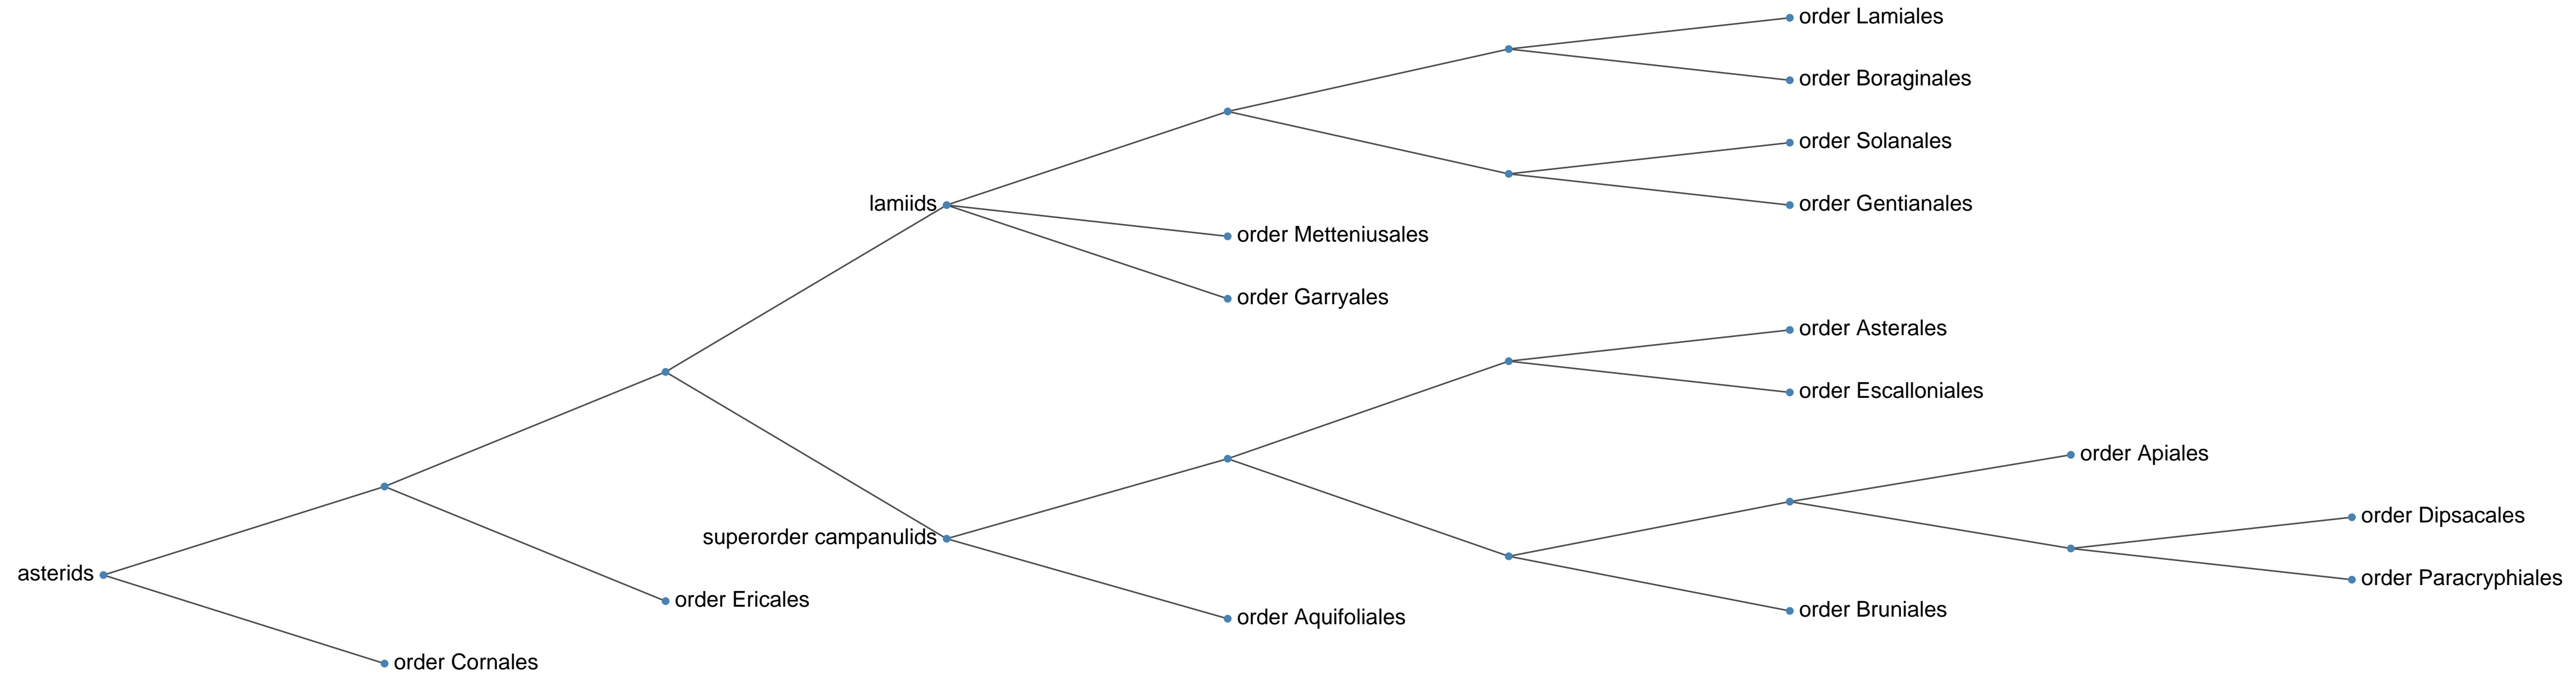 order Lamiales
order Boraginales
order Solanales
lamiids
order Gentianales
order Metteniusales
order Garryales
order Asterales
order Escalloniales
order Apiales
order Dipsacales
superorder campanulids
asterids
order Paracryphiales
order Ericales
order Bruniales
order Aquifoliales
order Cornales